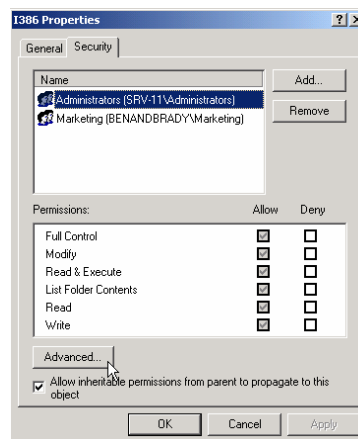 I386 Properties
General Security
Name
Add...
Administrators (SRV-11\Administrators)
Marketing (BENANDBRADY\Marketing)
Remove
Permissions: Allow Deny
Full Control
Modify
Read & Execute
List Folder Contents
Read
Write
Advanced...
Allow inheritable permissions from parent to propagate to this
object
OK Cancel Apply